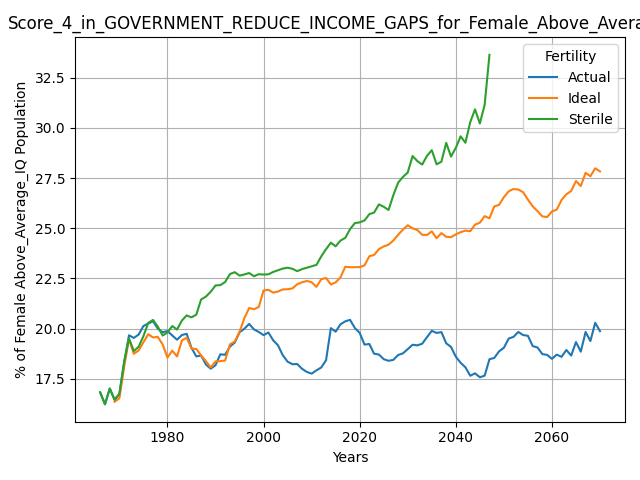 Score_4_in_GOVERNMENT_REDUCE_INCOME_GAPS_for_Female_Above_Avera
% of Female Above_Average_IQ Population
32.5
30.0
27.5
25.0
22.5
20.0
17.5
Fertility
Actual
Ideal
Sterile
1980
2000
2020
2040
2060
Years